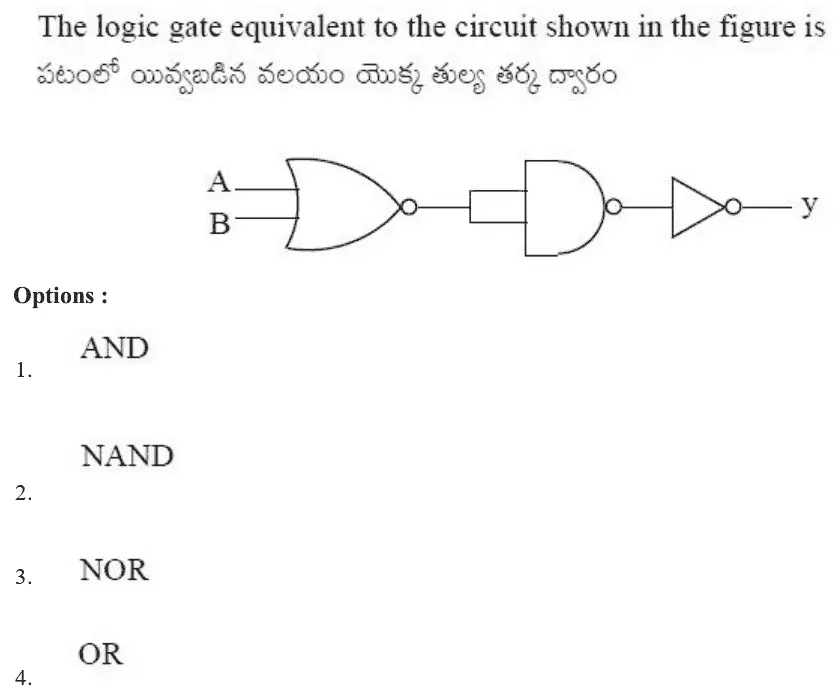 The logic gate equivalent to the circuit shown in the figure is
పటంలో యివ్వబడిన వలయం యొక్క తుల్య తర్క ద్వారం
A
B
y
Options :
AND
1.
NAND
2.
NOR
3.
OR
4.